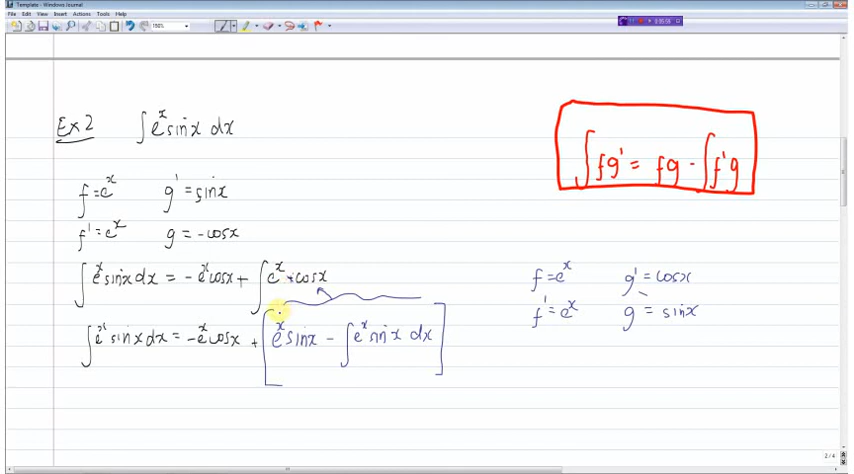 Template - Windows Journal
File Edit View Insert Actions Tools Help
150%
Ex 2 ∫ e^x sin x dx
∫ fg' = fg - ∫ f'g
f = e^x g' = sin x
f' = e^x g = -cos x
∫ e^x sin x dx = -e^x cos x + ∫ e^x cos x
f = e^x g' = cos x
f' = e^x g = sin x
∫ e^x sin x dx = -e^x cos x + [e^x sin x - ∫ e^x sin x dx]
2 / 4